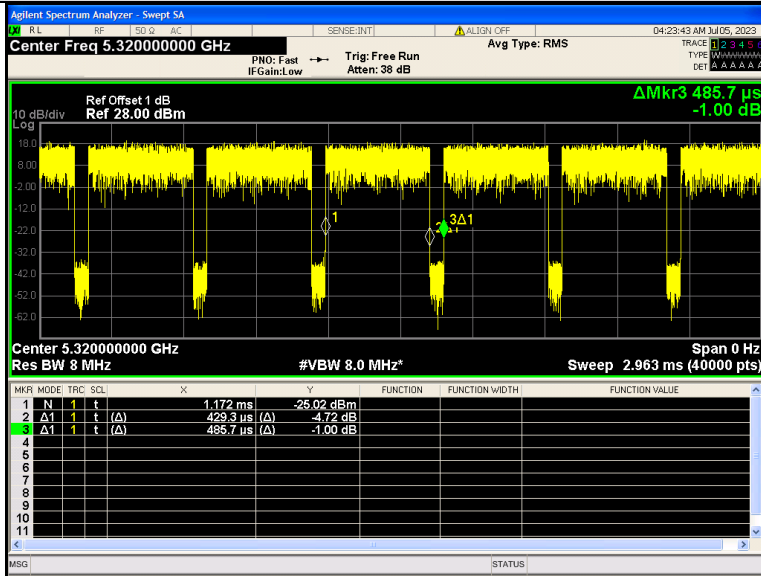 Agilent Spectrum Analyzer - Swept SA
LXI RL RF 50 Ω AC SENSE:INT ALIGN OFF 04:23:43 AM Jul 05, 2023
Center Freq 5.320000000 GHz Avg Type: RMS TRACE 1 2 3 4 5 6
PNO: Fast Trig: Free Run TYPE
IFGain:Low Atten: 38 dB DET A A A A A
ΔMkr3 485.7 µs
-1.00 dB
Ref Offset 1 dB
10 dB/div Ref 28.00 dBm
Log
18.0
8.00
-2.00
-12.0
-22.0
-32.0
-42.0
-52.0
-62.0
1
3Δ1
Center 5.320000000 GHz Span 0 Hz
Res BW 8 MHz #VBW 8.0 MHz* Sweep 2.963 ms (40000 pts)
MKR MODE TRC SCL X Y FUNCTION FUNCTION WIDTH FUNCTION VALUE
1 N 1 t 1.172 ms -25.02 dBm
2 Δ1 1 t (Δ) 429.3 µs (Δ) -4.72 dB
3 Δ1 1 t (Δ) 485.7 µs (Δ) -1.00 dB
4
5
6
7
8
9
10
11
MSG STATUS